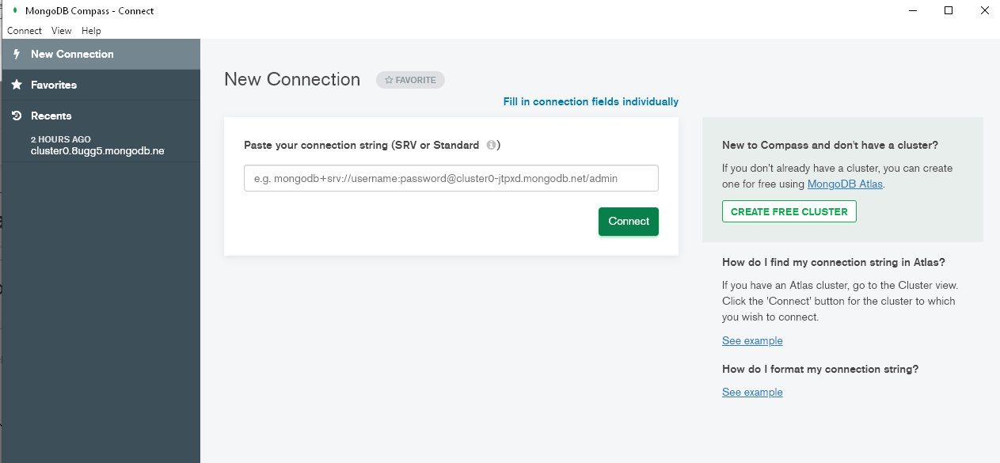 MongoDB Compass - Connect
Connect View Help
New Connection
Favorites
Recents
2 HOURS AGO
cluster0.8ugg5.mongodb.ne
New Connection
FAVORITE
Fill in connection fields individually
Paste your connection string (SRV or Standard )
e.g. mongodb+srv://username:password@cluster0-jtpxd.mongodb.net/admin
Connect
New to Compass and don't have a cluster?
If you don't already have a cluster, you can create
one for free using MongoDB Atlas.
CREATE FREE CLUSTER
How do I find my connection string in Atlas?
If you have an Atlas cluster, go to the Cluster view.
Click the 'Connect' button for the cluster to which
you wish to connect.
See example
How do I format my connection string?
See example